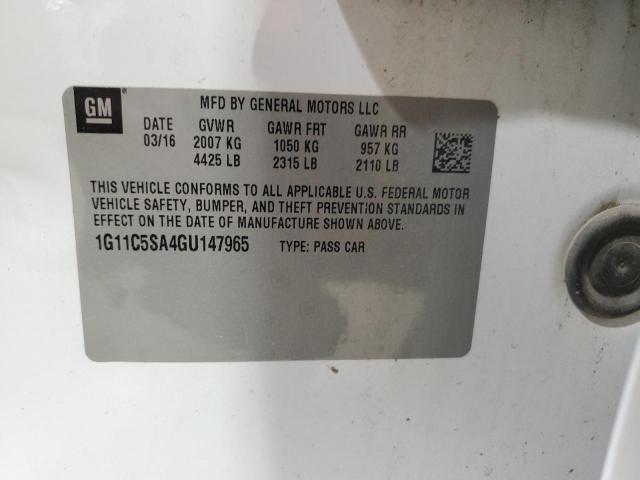 GM
MFD BY GENERAL MOTORS LLC
DATE GVWR GAWR FRT GAWR RR
03/16 2007 KG 1050 KG 957 KG
4425 LB 2315 LB 2110 LB
THIS VEHICLE CONFORMS TO ALL APPLICABLE U.S. FEDERAL MOTOR
VEHICLE SAFETY, BUMPER, AND THEFT PREVENTION STANDARDS IN
EFFECT ON THE DATE OF MANUFACTURE SHOWN ABOVE.
1G11C5SA4GU147965 TYPE: PASS CAR